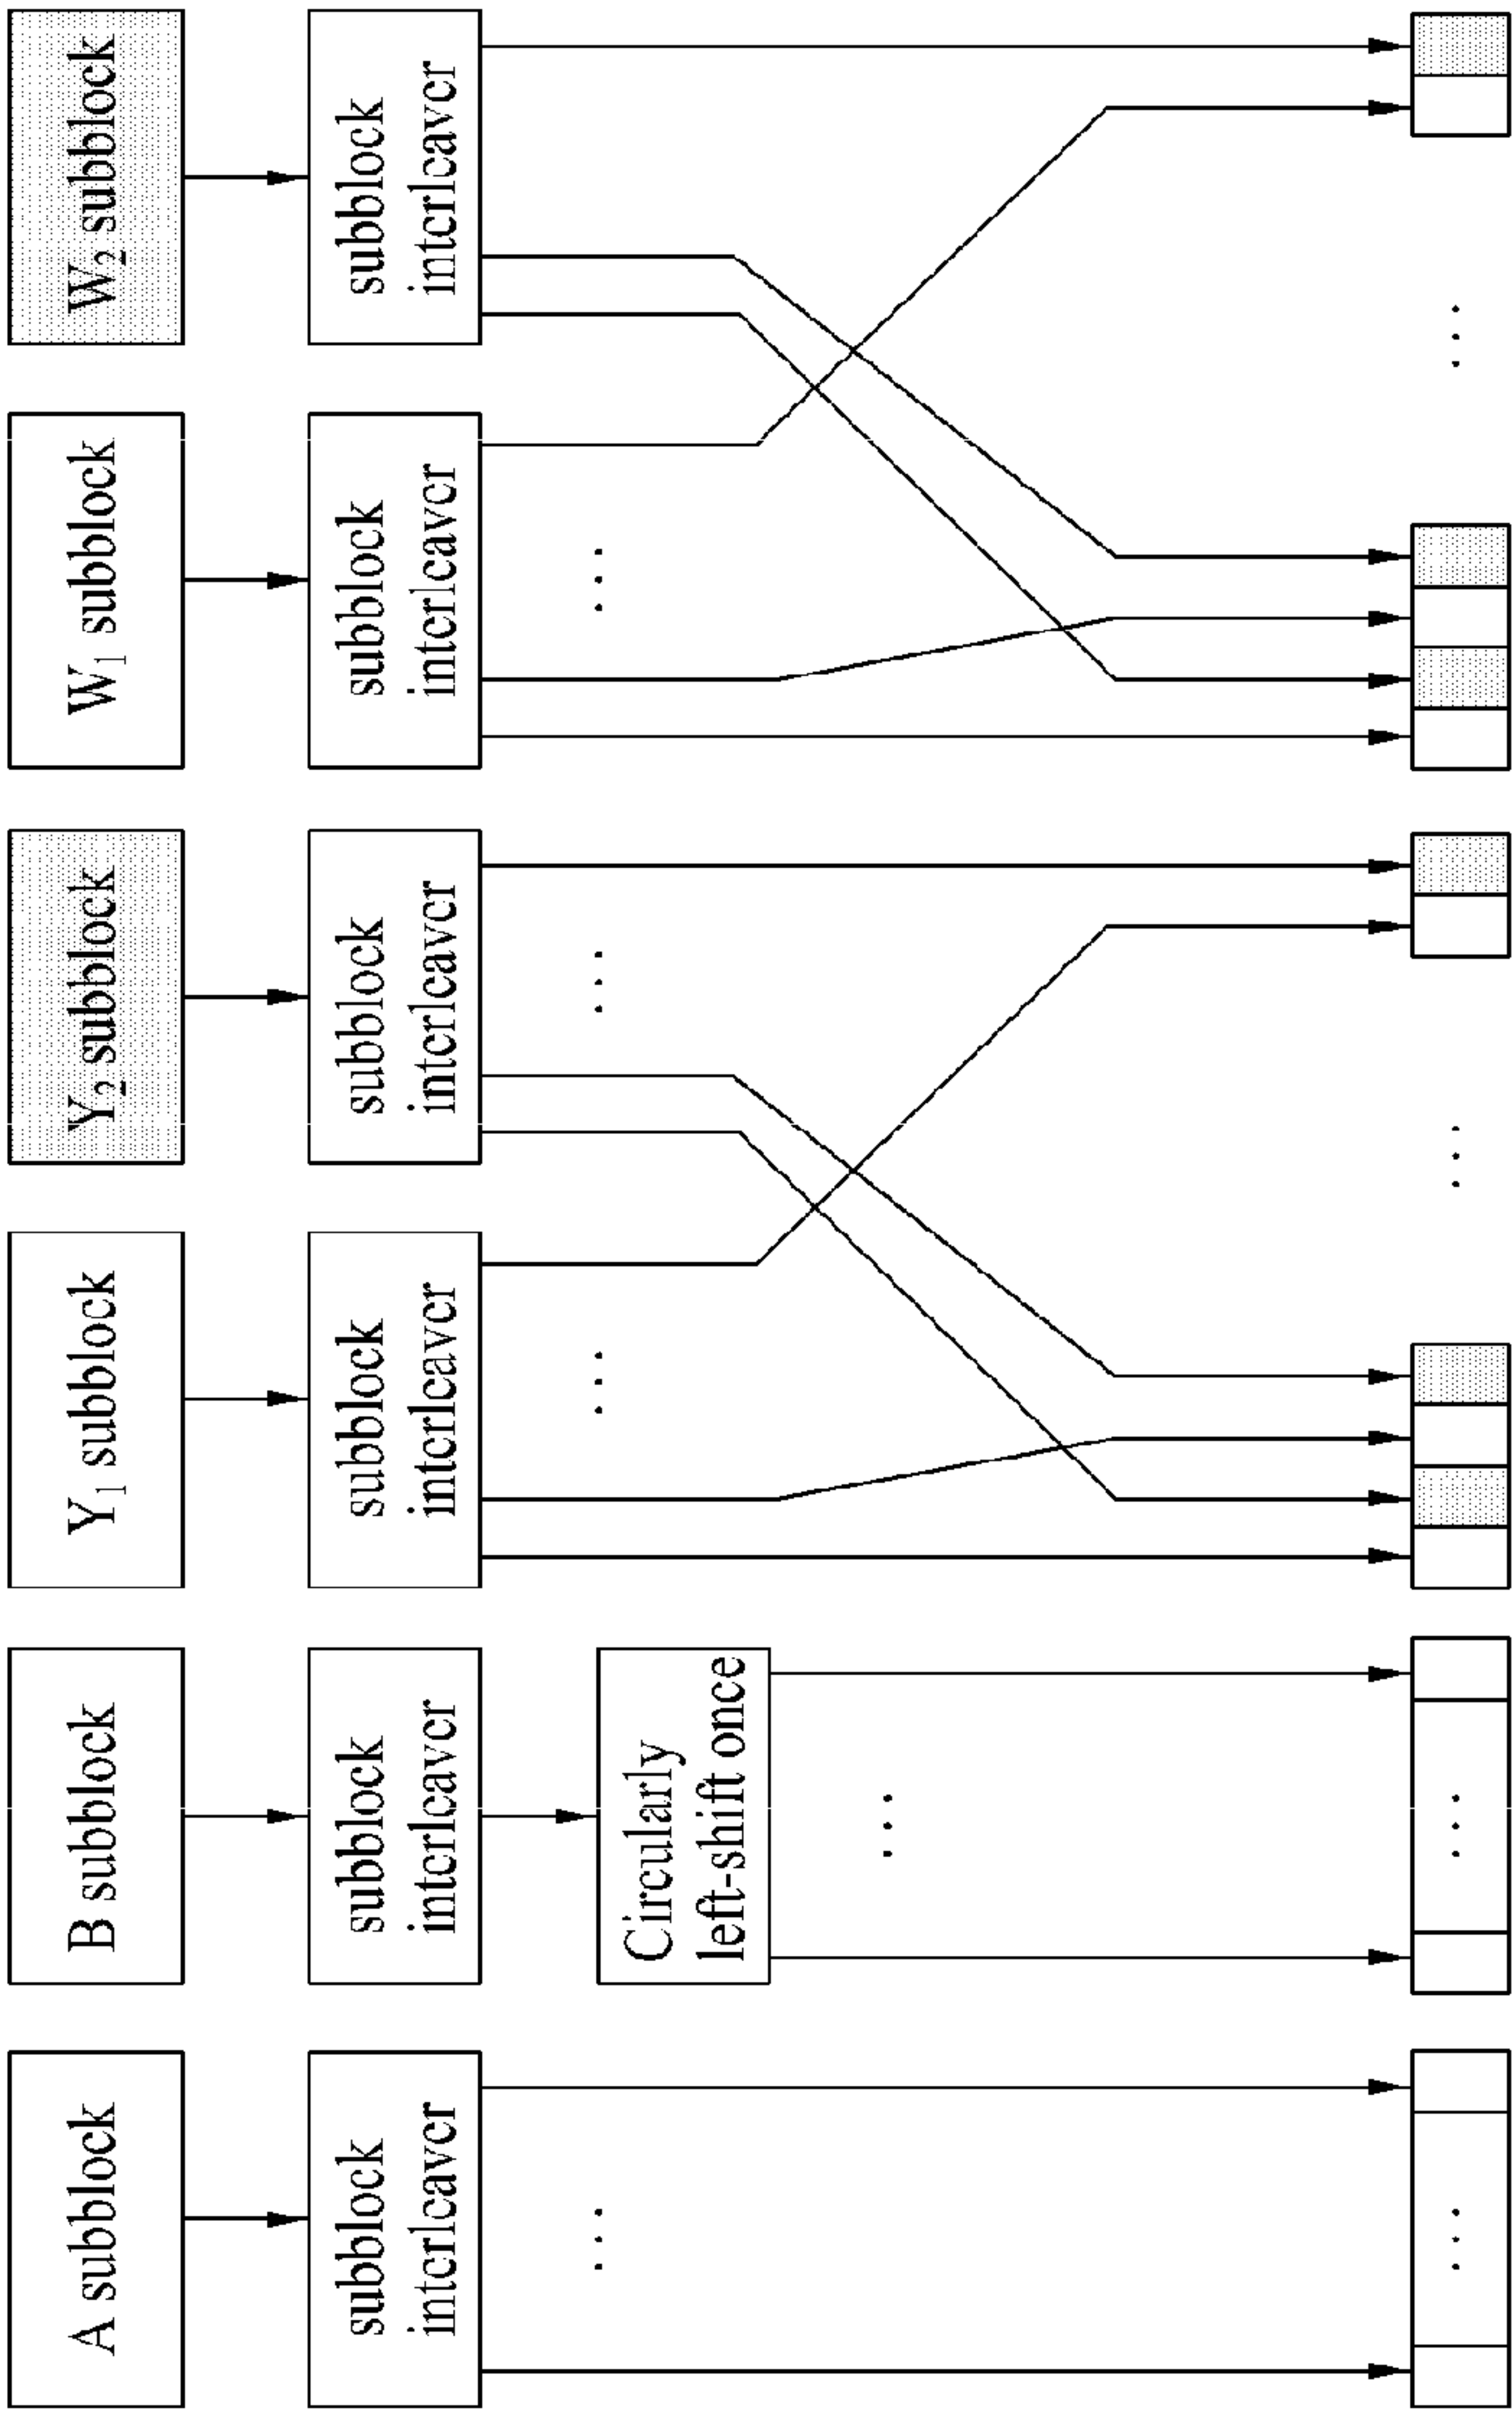 A subblock
B subblock
Y₁ subblock
Y₂ subblock
W₁ subblock
W₂ subblock
subblock
interleaver
subblock
interleaver
subblock
interleaver
subblock
interleaver
subblock
interleaver
subblock
interleaver
Circularly
left-shift once